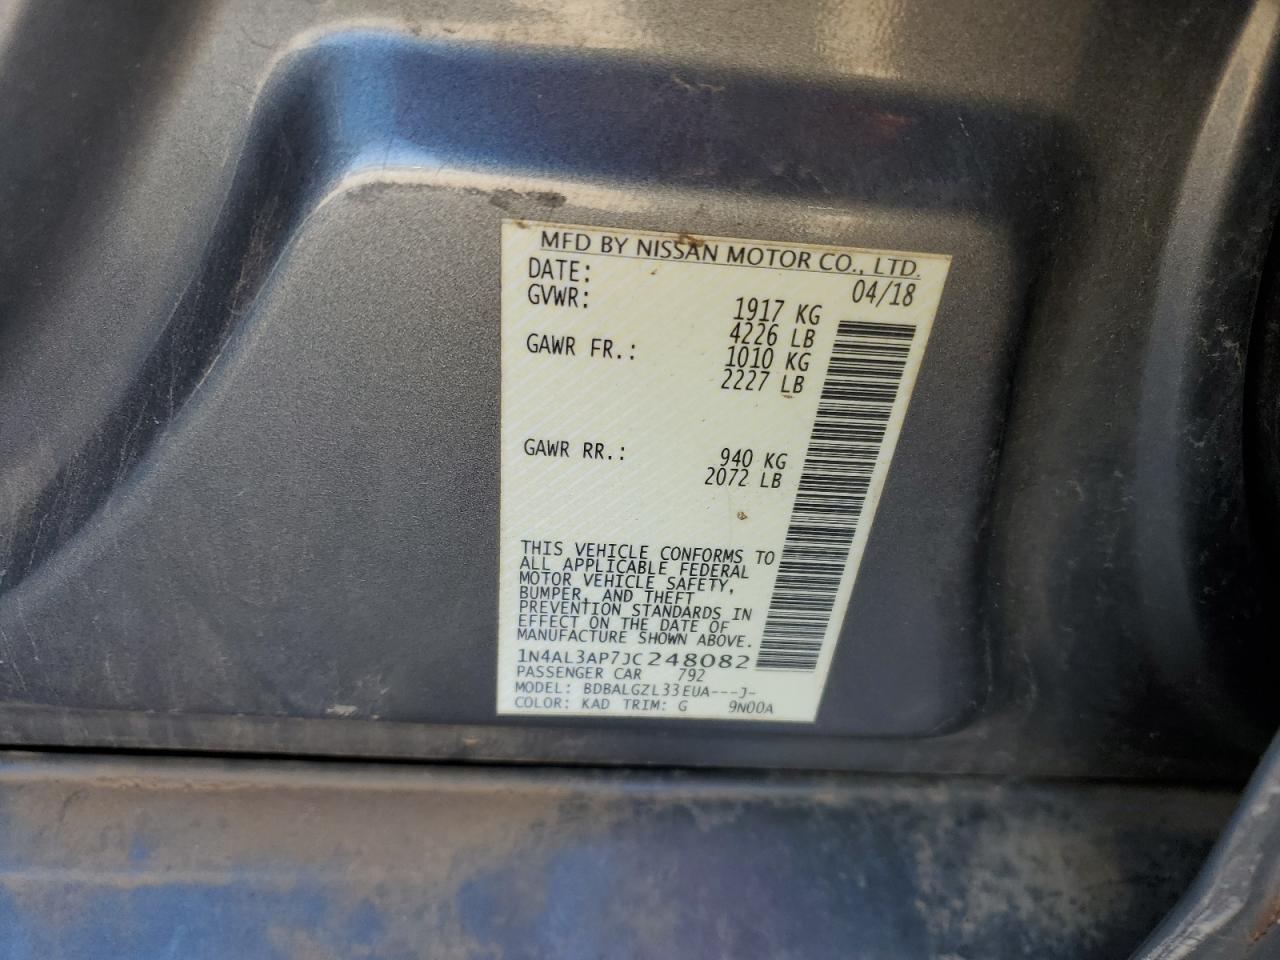 MFD BY NISSAN MOTOR CO., LTD.
DATE: 04/18
GVWR: 1917 KG
4226 LB
GAWR FR.: 1010 KG
2227 LB
GAWR RR.: 940 KG
2072 LB
THIS VEHICLE CONFORMS TO
ALL APPLICABLE FEDERAL
MOTOR VEHICLE SAFETY,
BUMPER, AND THEFT
PREVENTION STANDARDS IN
EFFECT ON THE DATE OF
MANUFACTURE SHOWN ABOVE.
1N4AL3AP7JC248082
PASSENGER CAR 792
MODEL: BDBALGZL33EUA---J-
COLOR: KAD TRIM: G 9N00A